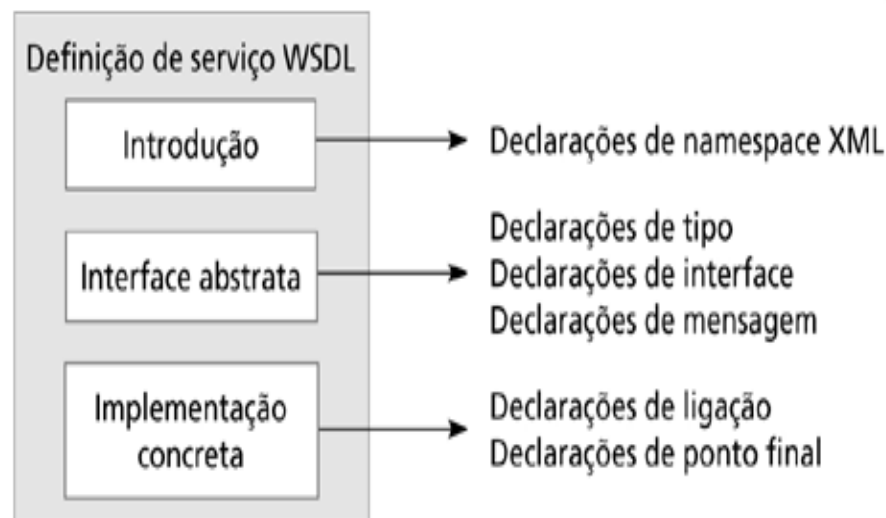 Definição de serviço WSDL
Introdução
Declarações de namespace XML
Interface abstrata
Declarações de tipo
Declarações de interface
Declarações de mensagem
Implementação
concreta
Declarações de ligação
Declarações de ponto final